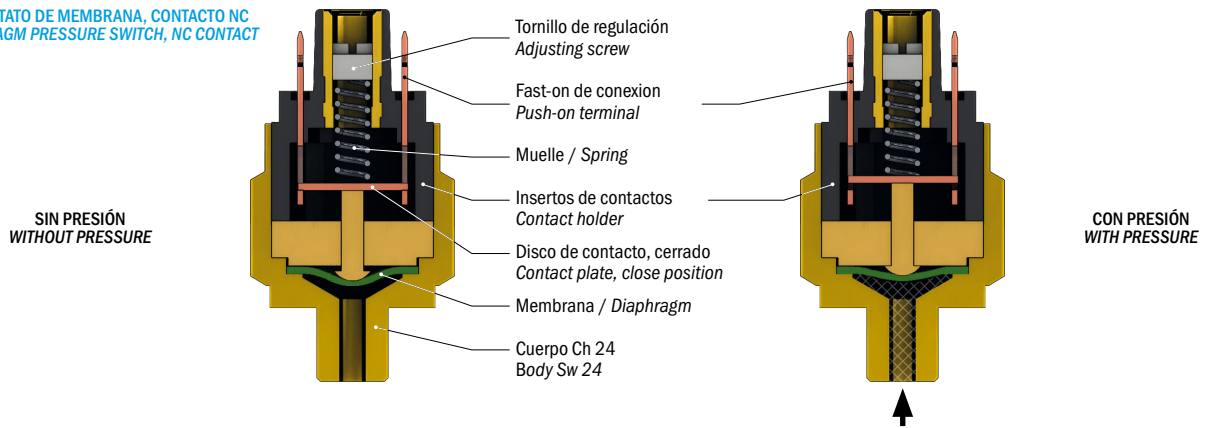 TATO DE MEMBRANA, CONTACTO NC
AGM PRESSURE SWITCH, NC CONTACT
Tornillo de regulación
Adjusting screw
Fast-on de conexion
Push-on terminal
Muelle / Spring
SIN PRESIÓN
WITHOUT PRESSURE
Insertos de contactos
Contact holder
CON PRESIÓN
WITH PRESSURE
Disco de contacto, cerrado
Contact plate, close position
Membrana / Diaphragm
Cuerpo Ch 24
Body Sw 24